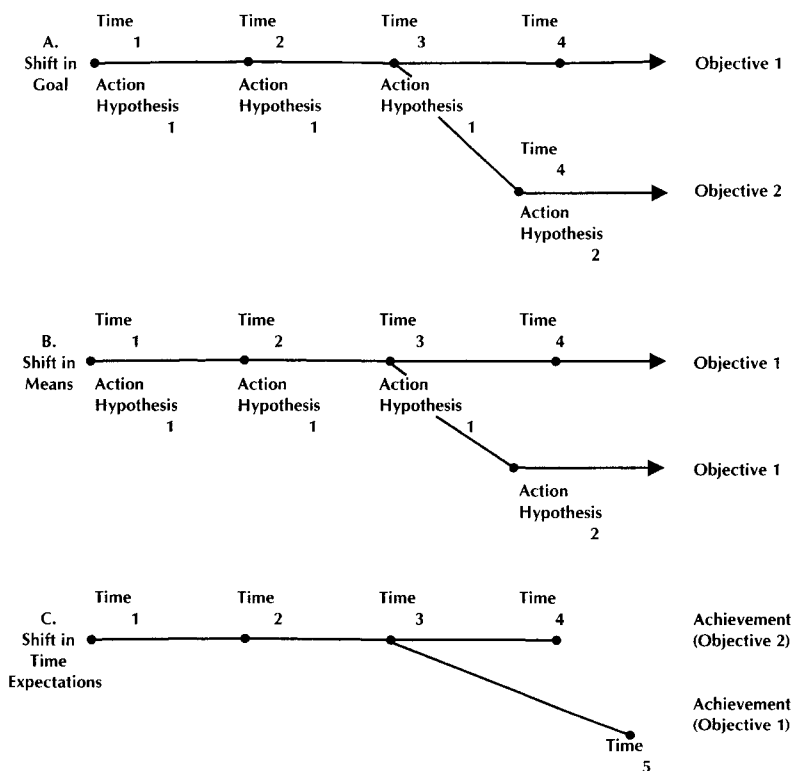 A.
Shift in
Goal
Time 1
Time 2
Time 3
Time 4
Objective 1
Action
Hypothesis
1
Action
Hypothesis
1
Action
Hypothesis
1
Time
4
Objective 2
Action
Hypothesis
2
B.
Shift in
Means
Time 1
Time 2
Time 3
Time 4
Objective 1
Action
Hypothesis
1
Action
Hypothesis
1
Action
Hypothesis
1
Objective 1
Action
Hypothesis
2
C.
Shift in
Time
Expectations
Time 1
Time 2
Time 3
Time 4
Achievement
(Objective 2)
Achievement
(Objective 1)
Time
5